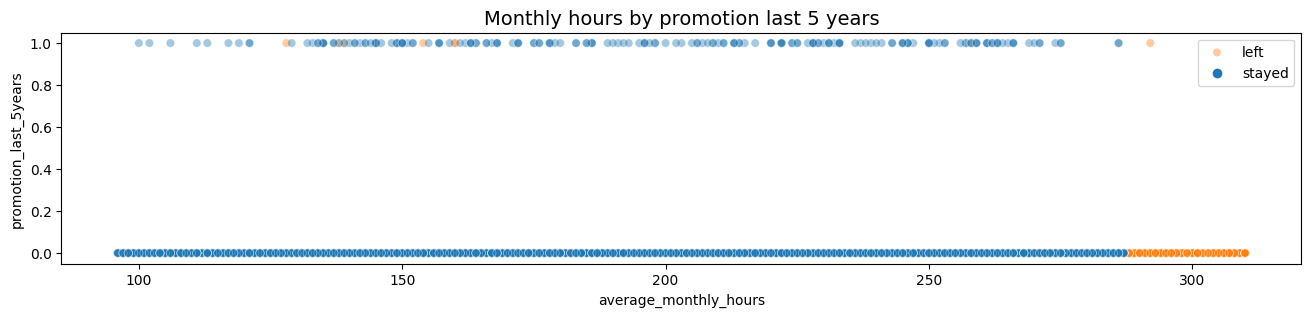 Monthly hours by promotion last 5 years
left
stayed
promotion_last_5years
1.0
0.8
0.6
0.4
0.2
0.0
100
150
200
250
300
average_monthly_hours